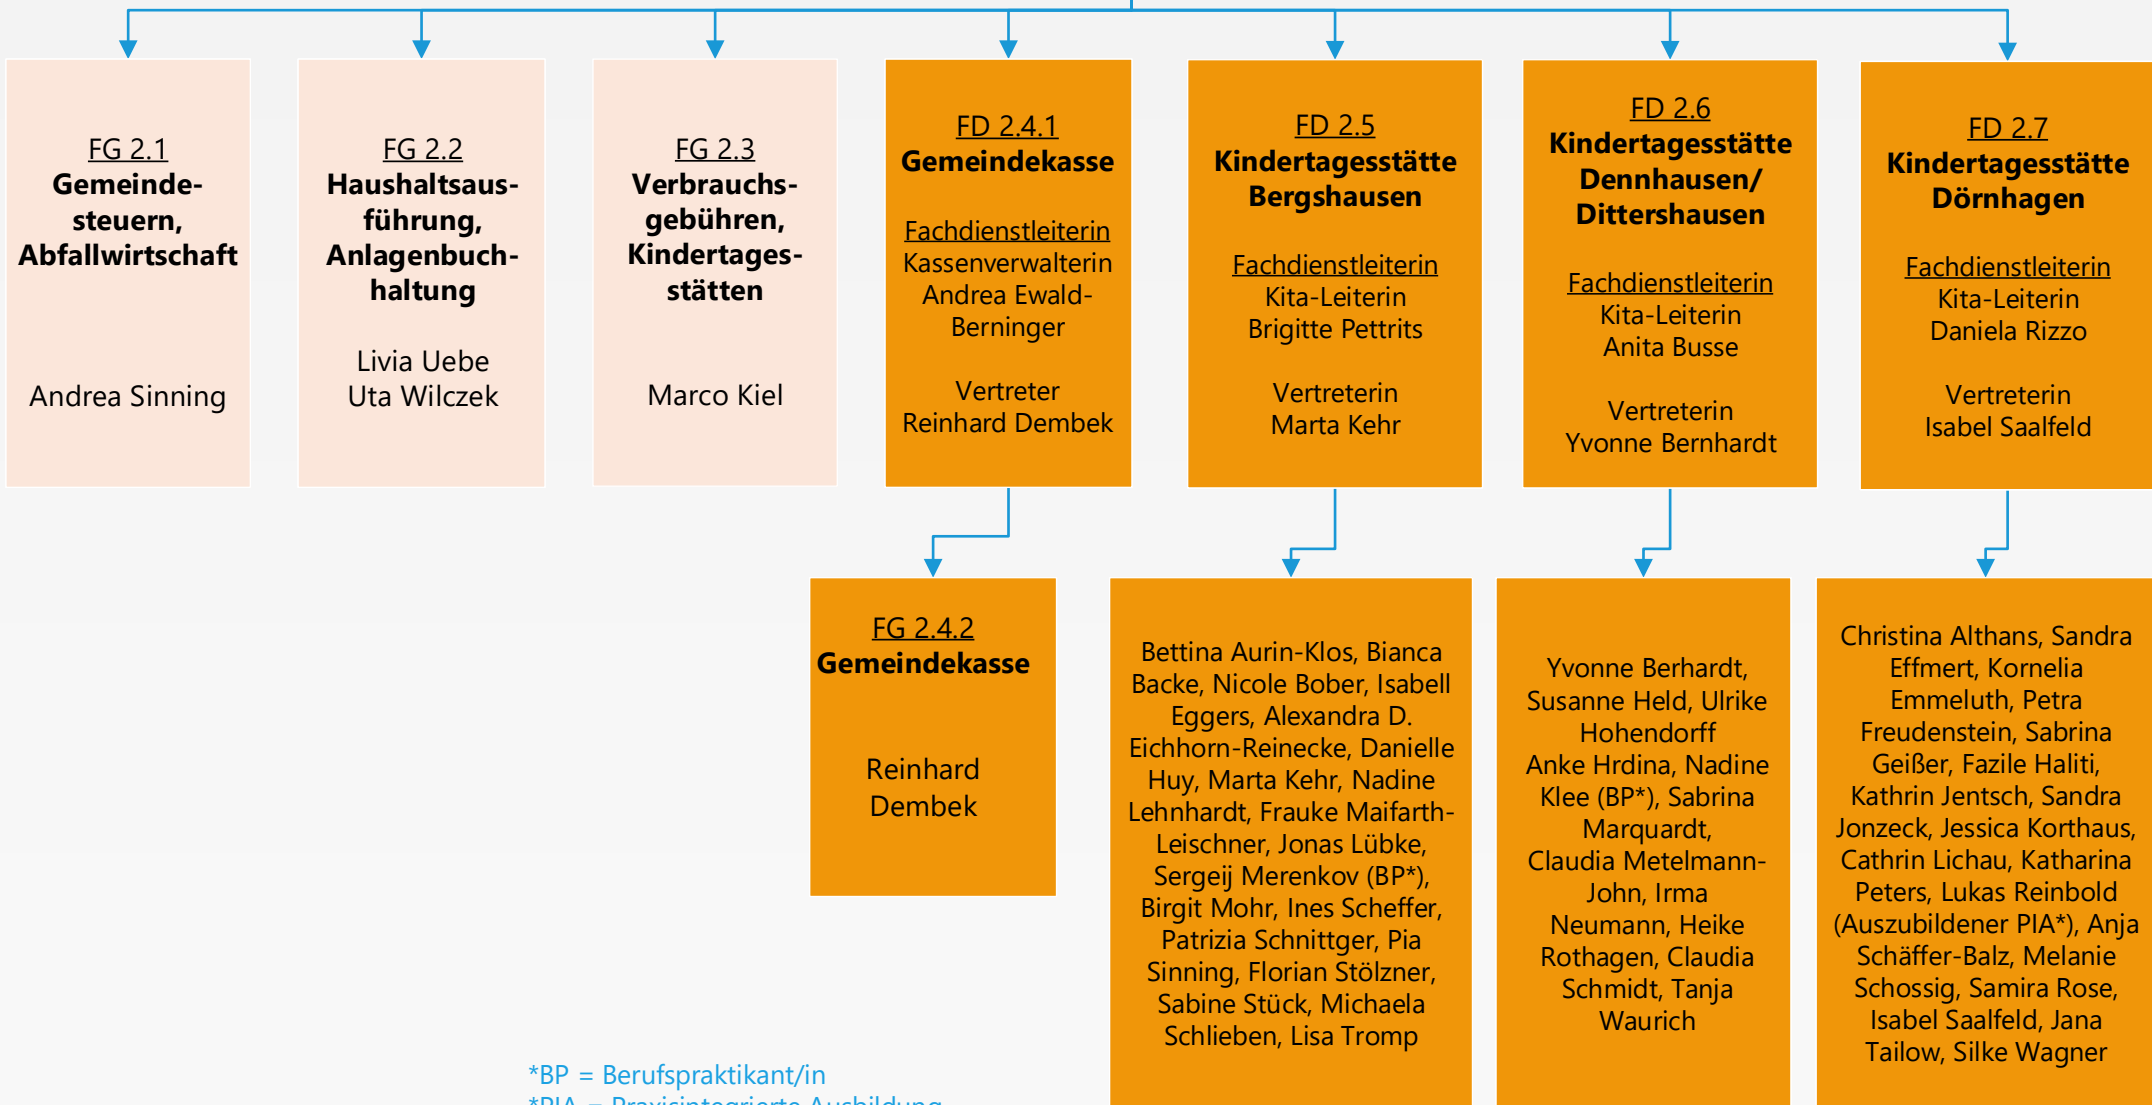 FG 2.1
Gemeinde-
steuern,
Abfallwirtschaft
Andrea Sinning
FG 2.2
Haushaltsaus-
führung,
Anlagenbuch-
haltung
Livia Uebe
Uta Wilczek
FG 2.3
Verbrauchs-
gebühren,
Kindertages-
stätten
Marco Kiel
FD 2.4.1
Gemeindekasse
Fachdienstleiterin
Kassenverwalterin
Andrea Ewald-
Berninger
Vertreter
Reinhard Dembek
FD 2.5
Kindertagesstätte
Bergshausen
Fachdienstleiterin
Kita-Leiterin
Brigitte Pettrits
Vertreterin
Marta Kehr
FD 2.6
Kindertagesstätte
Dennhausen/
Dittershausen
Fachdienstleiterin
Kita-Leiterin
Anita Busse
Vertreterin
Yvonne Bernhardt
FD 2.7
Kindertagesstätte
Dörnhagen
Fachdienstleiterin
Kita-Leiterin
Daniela Rizzo
Vertreterin
Isabel Saalfeld
FG 2.4.2
Gemeindekasse
Reinhard
Dembek
Bettina Aurin-Klos, Bianca
Backe, Nicole Bober, Isabell
Eggers, Alexandra D.
Eichhorn-Reinecke, Danielle
Huy, Marta Kehr, Nadine
Lehnhardt, Frauke Maifarth-
Leischner, Jonas Lübke,
Sergeij Merenkov (BP*),
Birgit Mohr, Ines Scheffer,
Patrizia Schnittger, Pia
Sinning, Florian Stölzner,
Sabine Stück, Michaela
Schlieben, Lisa Tromp
Yvonne Berhardt,
Susanne Held, Ulrike
Hohendorff
Anke Hrdina, Nadine
Klee (BP*), Sabrina
Marquardt,
Claudia Metelmann-
John, Irma
Neumann, Heike
Rothagen, Claudia
Schmidt, Tanja
Waurich
Christina Althans, Sandra
Effmert, Kornelia
Emmeluth, Petra
Freudenstein, Sabrina
Geißer, Fazile Haliti,
Kathrin Jentsch, Sandra
Jonzeck, Jessica Korthaus,
Cathrin Lichau, Katharina
Peters, Lukas Reinbold
(Auszubildener PIA*), Anja
Schäffer-Balz, Melanie
Schossig, Samira Rose,
Isabel Saalfeld, Jana
Tailow, Silke Wagner
*BP = Berufspraktikant/in
*PIA = Praxisintegrierte Ausbildung